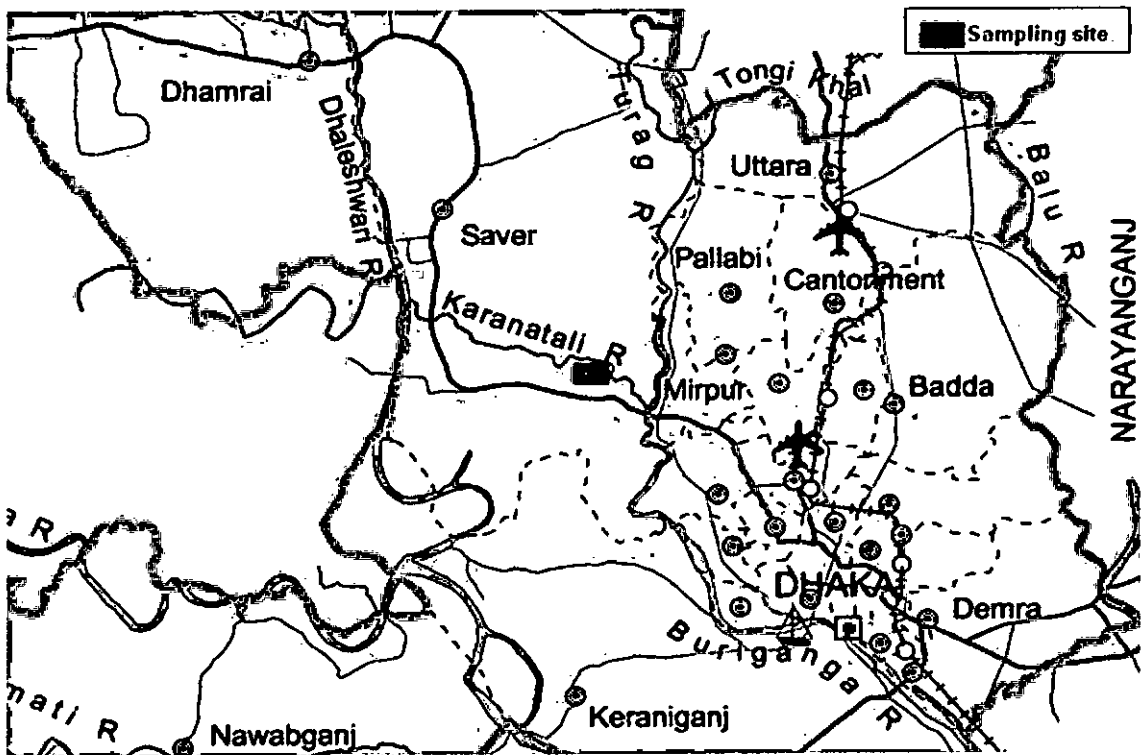 Sampling site
Dhamrai
Tongi Khal
Turag R
Dhaleshwari R
Uttara
Balu R
Saver
Pallabi
Cantonment
NARAYANGANJ
Karanatali R
Mirpur
Badda
a R
DHAKA
Demra
Buriganga R
mati R
Nawabganj
Keraniganj